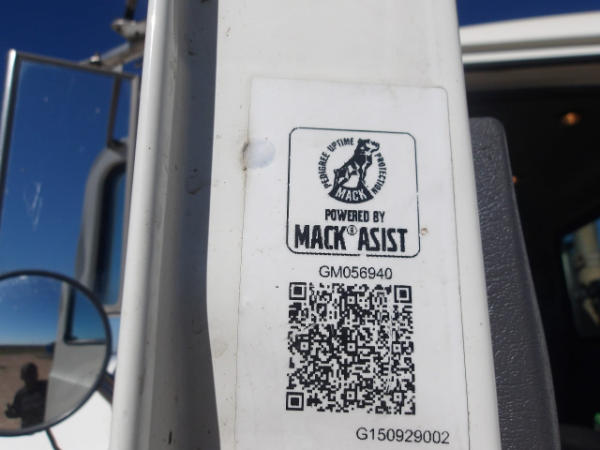 PEDIGREE UPTIME PROTECTION
MACK
POWERED BY
MACK® ASIST
GM056940
G150929002